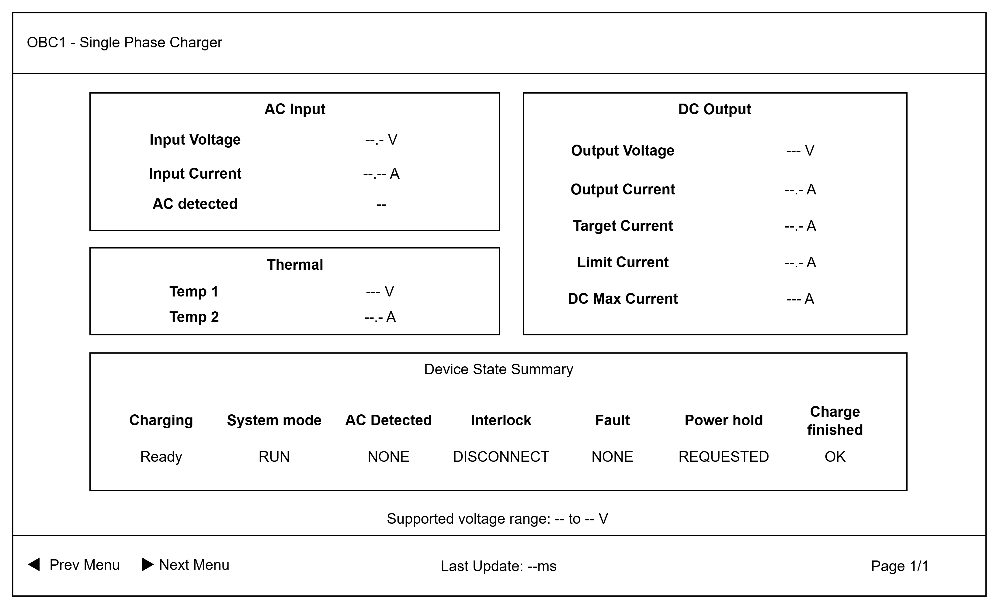 OBC1 - Single Phase Charger
AC Input
Input Voltage --.- V
Input Current --.-- A
AC detected --
Thermal
Temp 1 --- V
Temp 2 --.- A
DC Output
Output Voltage --- V
Output Current --.- A
Target Current --.- A
Limit Current --.- A
DC Max Current --- A
Device State Summary
Charging System mode AC Detected Interlock Fault Power hold Charge finished
Ready RUN NONE DISCONNECT NONE REQUESTED OK
Supported voltage range: -- to -- V
Prev Menu Next Menu Last Update: --ms Page 1/1